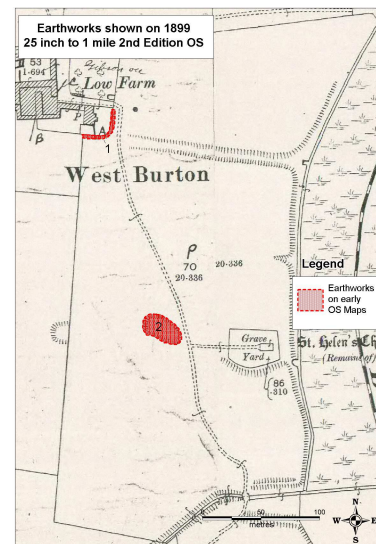 Earthworks shown on 1899
25 inch to 1 mile 2nd Edition OS
53
1·694
Low Farm
P
A
1
West Burton
70
20·336
20·336
Legend
Earthworks
on early
OS Maps
2
Grave
Yard
St. Helen's Ch
(Remains of)
86
·310
0
50
100
metres
N
W
E
S